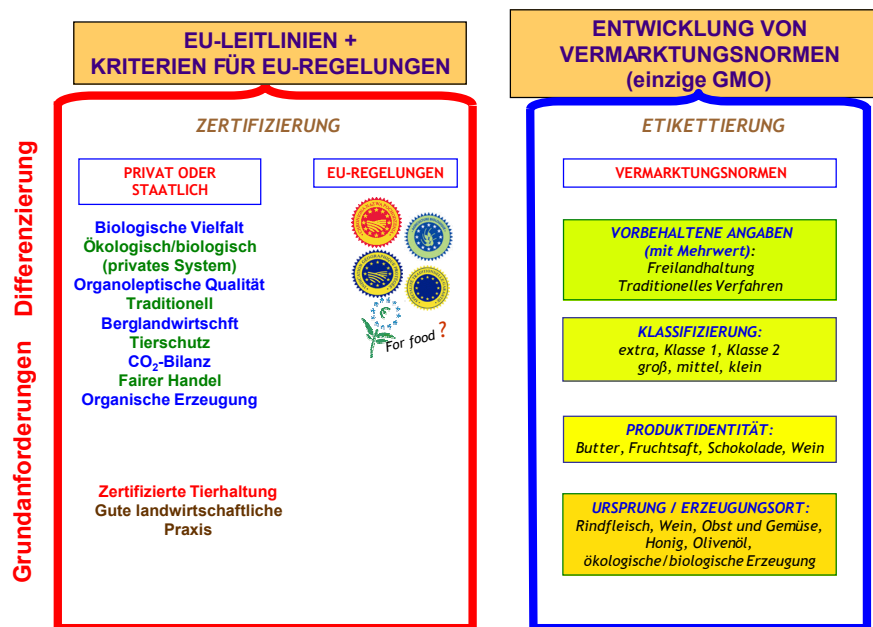 EU-LEITLINIEN +
KRITERIEN FÜR EU-REGELUNGEN
ENTWICKLUNG VON
VERMARKTUNGSNORMEN
(einzige GMO)
Grundanforderungen Differenzierung
ZERTIFIZIERUNG
PRIVAT ODER
STAATLICH
EU-REGELUNGEN
Biologische Vielfalt
Ökologisch/biologisch
(privates System)
Organoleptische Qualität
Traditionell
Berglandwirtschft
Tierschutz
CO₂-Bilanz
Fairer Handel
Organische Erzeugung
For food ?
Zertifizierte Tierhaltung
Gute landwirtschaftliche
Praxis
ETIKETTIERUNG
VERMARKTUNGSNORMEN
VORBEHALTENE ANGABEN
(mit Mehrwert):
Freilandhaltung
Traditionelles Verfahren
KLASSIFIZIERUNG:
extra, Klasse 1, Klasse 2
groß, mittel, klein
PRODUKTIDENTITÄT:
Butter, Fruchtsaft, Schokolade, Wein
URSPRUNG / ERZEUGUNGSORT:
Rindfleisch, Wein, Obst und Gemüse,
Honig, Olivenöl,
ökologische/biologische Erzeugung